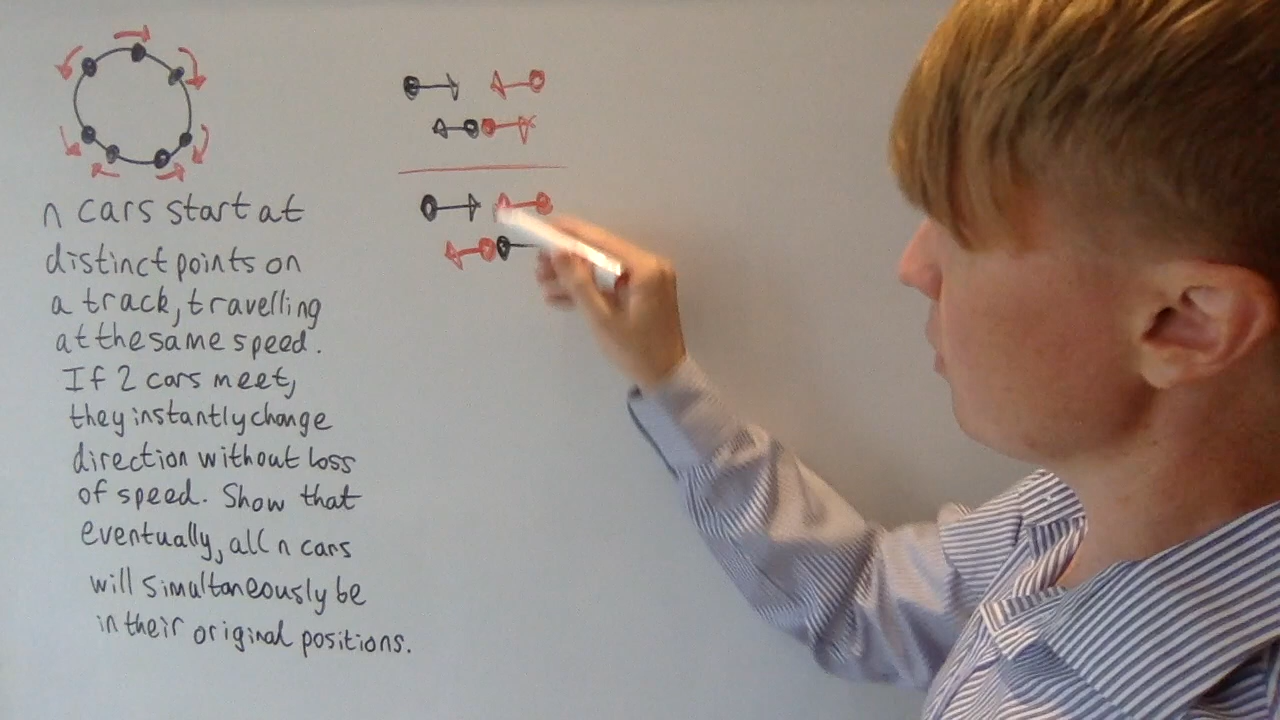 n cars start at
distinct points on
a track, travelling
at the same speed.
If 2 cars meet,
they instantly change
direction without loss
of speed. Show that
eventually, all n cars
will simultaneously be
in their original positions.